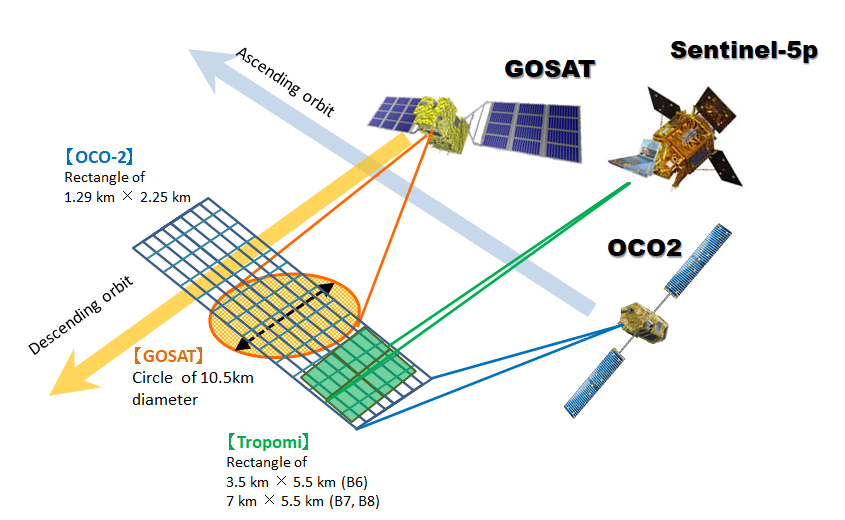 Sentinel-5p
GOSAT
Ascending orbit
【OCO-2】
Rectangle of
1.29 km × 2.25 km
OCO2
Descending orbit
【GOSAT】
Circle of 10.5km
diameter
【Tropomi】
Rectangle of
3.5 km × 5.5 km (B6)
7 km × 5.5 km (B7, B8)